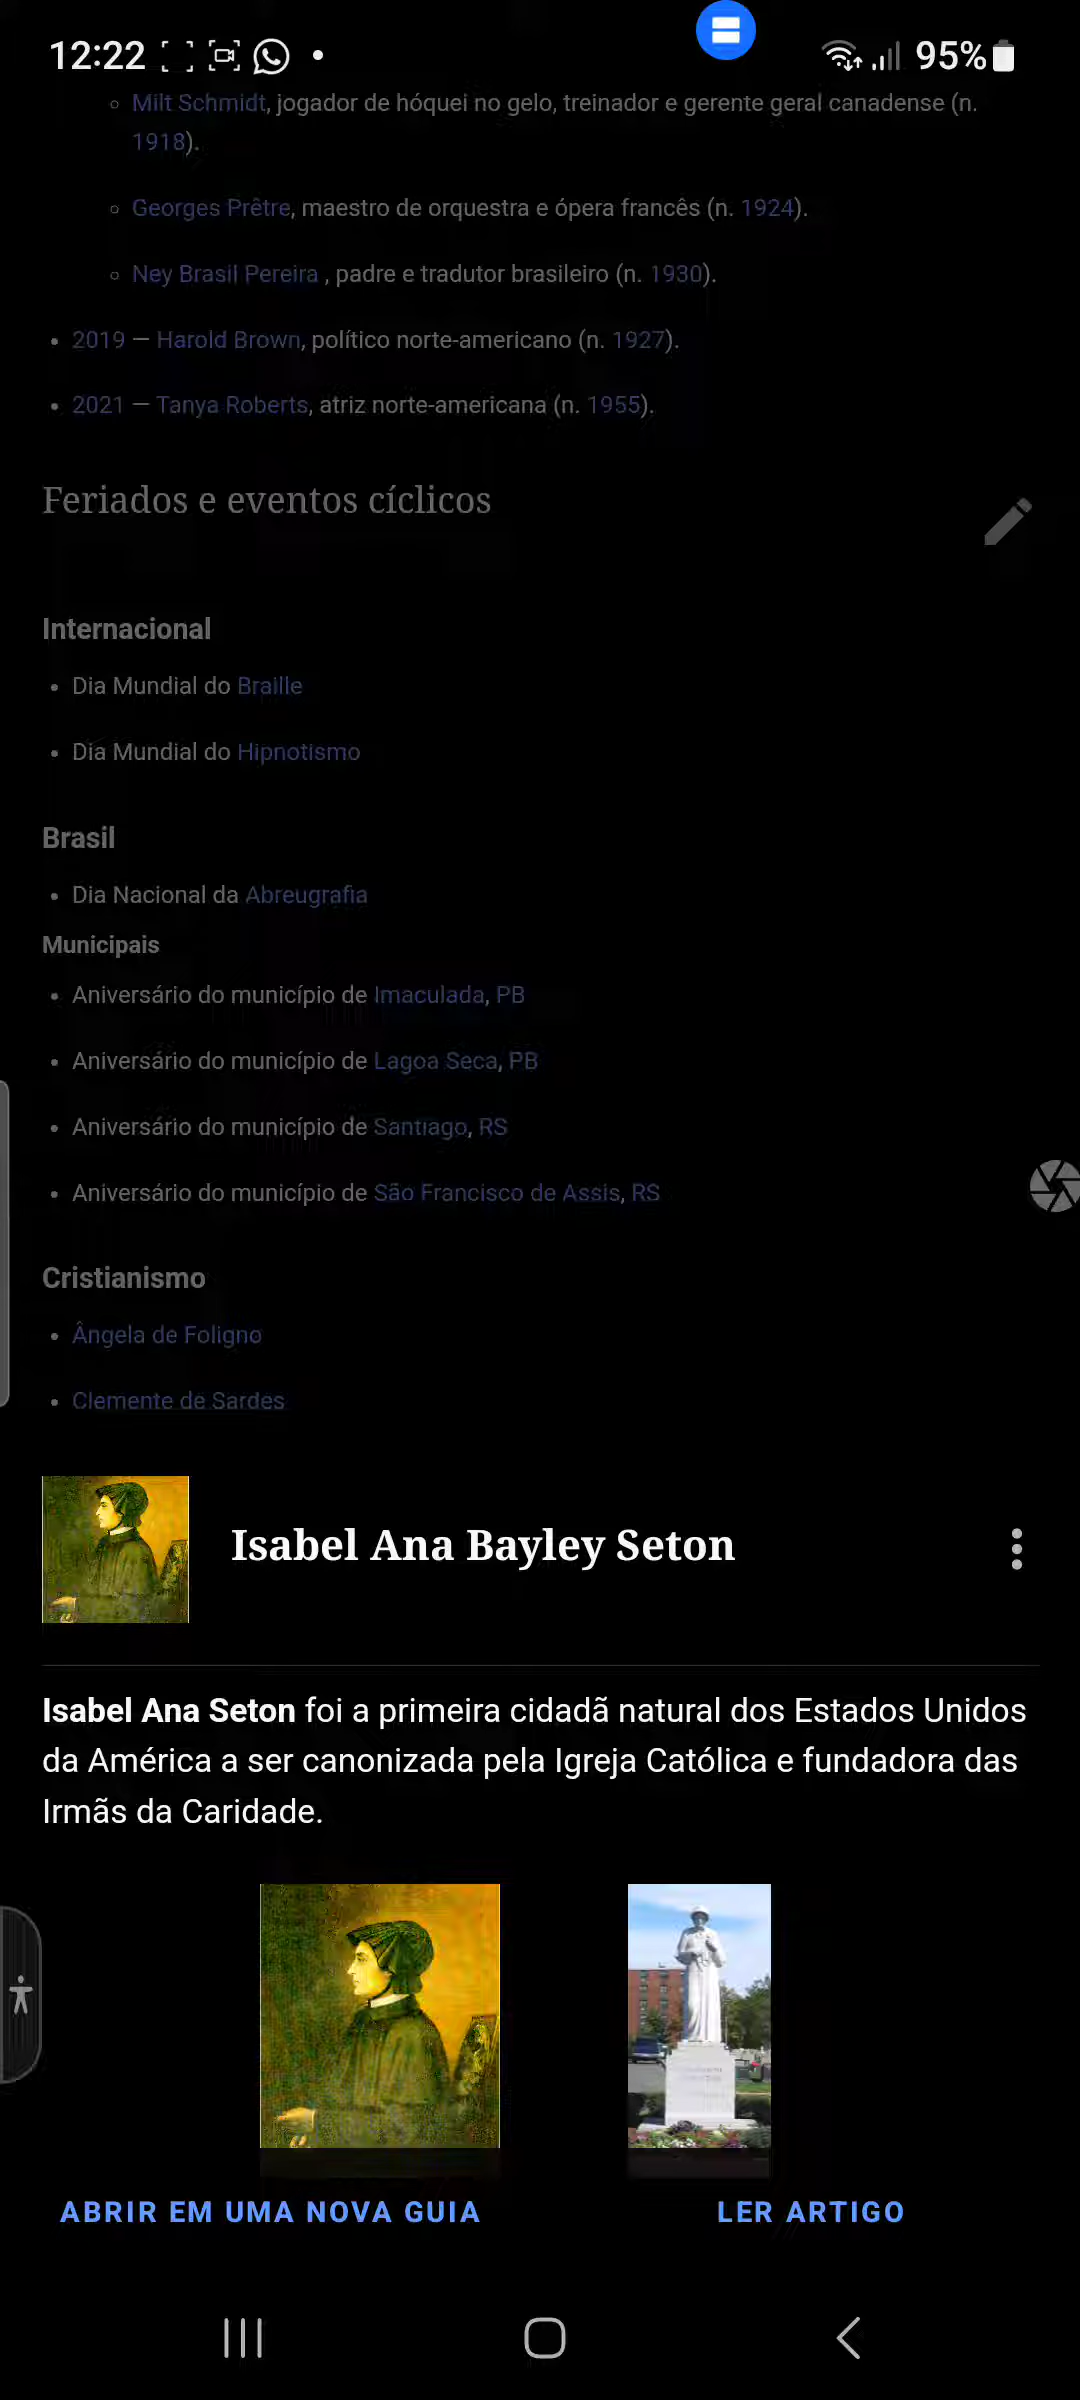 12:22
95%
Milt Schmidt, jogador de hóquei no gelo, treinador e gerente geral canadense (n.
1918).
Georges Prêtre, maestro de orquestra e ópera francês (n. 1924).
Ney Brasil Pereira , padre e tradutor brasileiro (n. 1930).
2019 — Harold Brown, político norte-americano (n. 1927).
2021 — Tanya Roberts, atriz norte-americana (n. 1955).
Feriados e eventos cíclicos
Internacional
Dia Mundial do Braille
Dia Mundial do Hipnotismo
Brasil
Dia Nacional da Abreugrafia
Municipais
Aniversário do município de Imaculada, PB
Aniversário do município de Lagoa Seca, PB
Aniversário do município de Santiago, RS
Aniversário do município de São Francisco de Assis, RS
Cristianismo
Ângela de Foligno
Clemente de Sardes
Isabel Ana Bayley Seton
Isabel Ana Seton foi a primeira cidadã natural dos Estados Unidos
da América a ser canonizada pela Igreja Católica e fundadora das
Irmãs da Caridade.
ABRIR EM UMA NOVA GUIA
LER ARTIGO